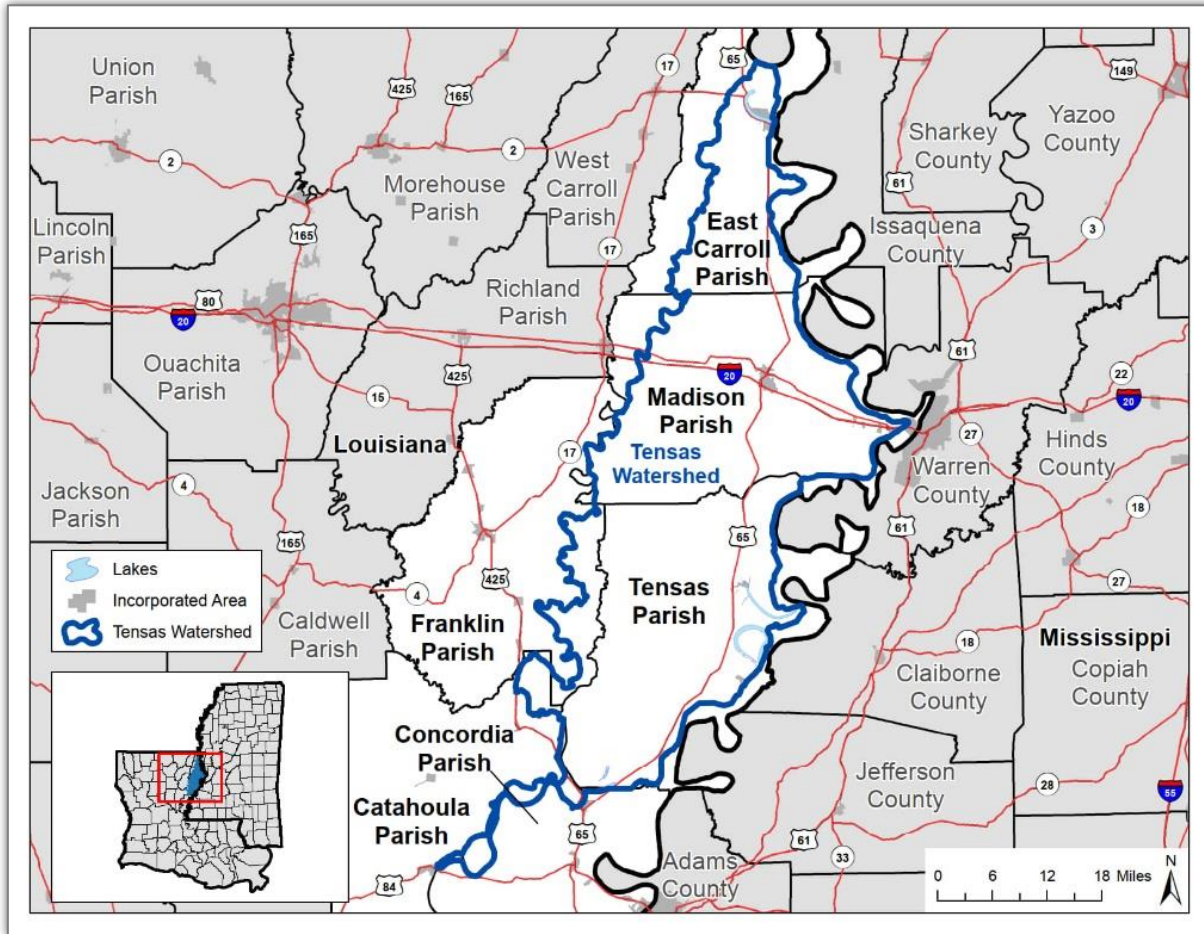 Union
Parish
425
165
17
65
149
Yazoo
County
Sharkey
County
2
2
West
Carroll
Parish
Morehouse
Parish
61
Lincoln
Parish
165
East
Carroll
Parish
Issaquena
County
3
17
80
20
Richland
Parish
Ouachita
Parish
425
15
20
61
22
20
Madison
Parish
Tensas
Watershed
Louisiana
17
27
Hinds
County
Warren
County
Jackson
Parish
4
18
165
65
61
Lakes
Incorporated Area
Tensas Watershed
425
4
27
Tensas
Parish
Caldwell
Parish
Franklin
Parish
18
Mississippi
Copiah
County
Claiborne
County
Concordia
Parish
Catahoula
Parish
Jefferson
County
28
55
65
61
33
Adams
County
84
0 6 12 18 Miles
N